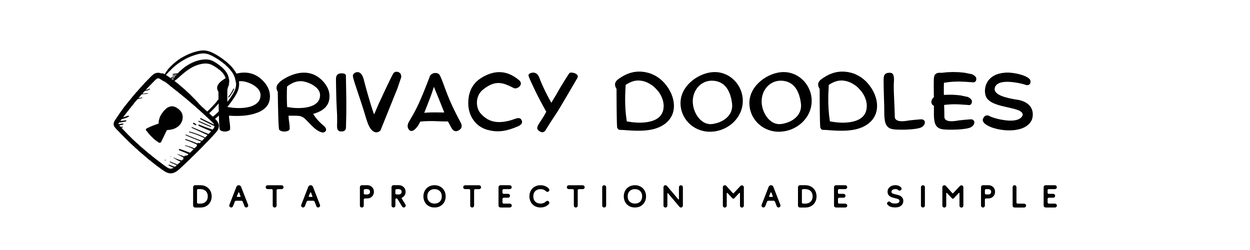 PRIVACY DOODLES
DATA PROTECTION MADE SIMPLE